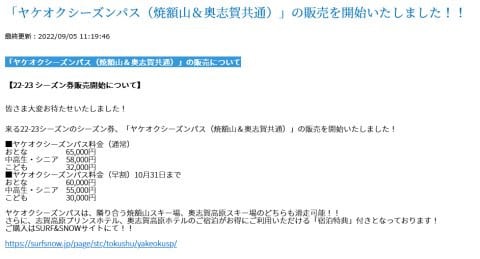 「ヤケオクシーズンパス（焼額山＆奥志賀共通）」の販売を開始いたしました！！
最終更新：2022/09/05 11:19:46
「ヤケオクシーズンパス（焼額山＆奥志賀共通）」の販売について
【22-23 シーズン券販売開始について】
皆さま大変お待たせいたしました！
来る22-23シーズンのシーズン券、「ヤケオクシーズンパス（焼額山＆奥志賀共通）」の販売を開始いたしました！
■ヤケオクシーズンパス料金（通常）
おとな 65,000円
中高生・シニア 58,000円
こども 32,000円
■ヤケオクシーズンパス料金（早割）10月31日まで
おとな 60,000円
中高生・シニア 55,000円
こども 30,000円
ヤケオクシーズンパスは、隣り合う焼額山スキー場、奥志賀高原スキー場のどちらも滑走可能！！
さらに、志賀高原プリンスホテル、奥志賀高原ホテルのご宿泊がお得にご利用いただける「宿泊特典」付きとなっております！
ご購入はSURF&SNOWサイトにて！！
https://surfsnow.jp/page/stc/tokushu/yakeokusp/